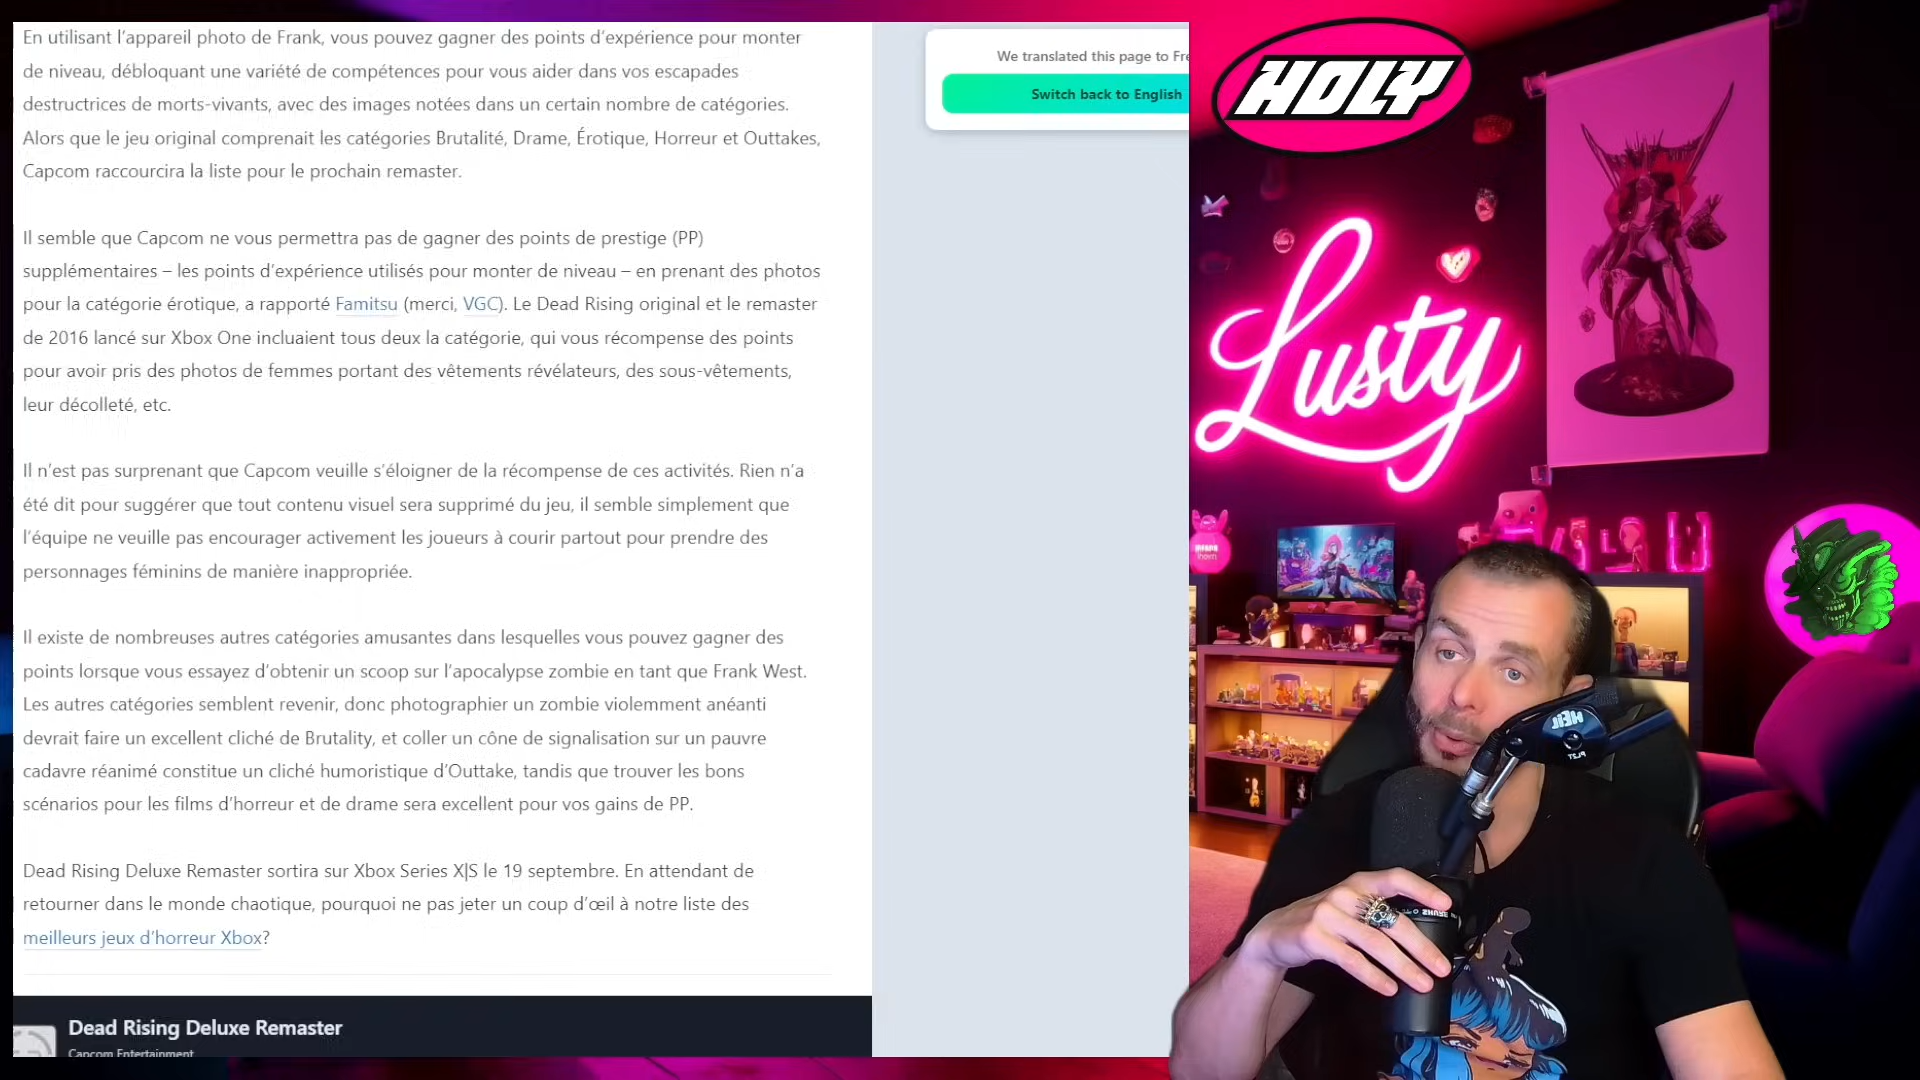 En utilisant l’appareil photo de Frank, vous pouvez gagner des points d’expérience pour monter
de niveau, débloquant une variété de compétences pour vous aider dans vos escapades
destructrices de morts-vivants, avec des images notées dans un certain nombre de catégories.
Alors que le jeu original comprenait les catégories Brutalité, Drame, Érotique, Horreur et Outtakes,
Capcom raccourcira la liste pour le prochain remaster.
Il semble que Capcom ne vous permettra pas de gagner des points de prestige (PP)
supplémentaires – les points d’expérience utilisés pour monter de niveau – en prenant des photos
pour la catégorie érotique, a rapporté Famitsu (merci, VGC). Le Dead Rising original et le remaster
de 2016 lancé sur Xbox One incluaient tous deux la catégorie, qui vous récompense des points
pour avoir pris des photos de femmes portant des vêtements révélateurs, des sous-vêtements,
leur décolleté, etc.
Il n’est pas surprenant que Capcom veuille s’éloigner de la récompense de ces activités. Rien n’a
été dit pour suggérer que tout contenu visuel sera supprimé du jeu, il semble simplement que
l’équipe ne veuille pas encourager activement les joueurs à courir partout pour prendre des
personnages féminins de manière inappropriée.
Il existe de nombreuses autres catégories amusantes dans lesquelles vous pouvez gagner des
points lorsque vous essayez d’obtenir un scoop sur l’apocalypse zombie en tant que Frank West.
Les autres catégories semblent revenir, donc photographier un zombie violemment anéanti
devrait faire un excellent cliché de Brutality, et coller un cône de signalisation sur un pauvre
cadavre réanimé constitue un cliché humoristique d’Outtake, tandis que trouver les bons
scénarios pour les films d’horreur et de drame sera excellent pour vos gains de PP.
Dead Rising Deluxe Remaster sortira sur Xbox Series X|S le 19 septembre. En attendant de
retourner dans le monde chaotique, pourquoi ne pas jeter un coup d’œil à notre liste des
meilleurs jeux d’horreur Xbox?
Dead Rising Deluxe Remaster
Capcom Entertainment
We translated this page to Fre
Switch back to English
HOLY
Lusty